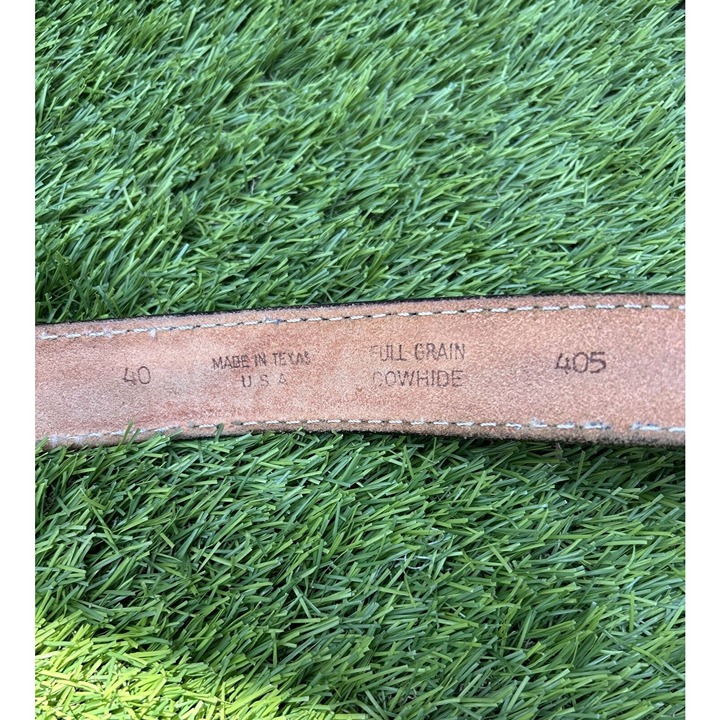 40
MADE IN TEXAS
U.S.A
FULL GRAIN
COWHIDE
405